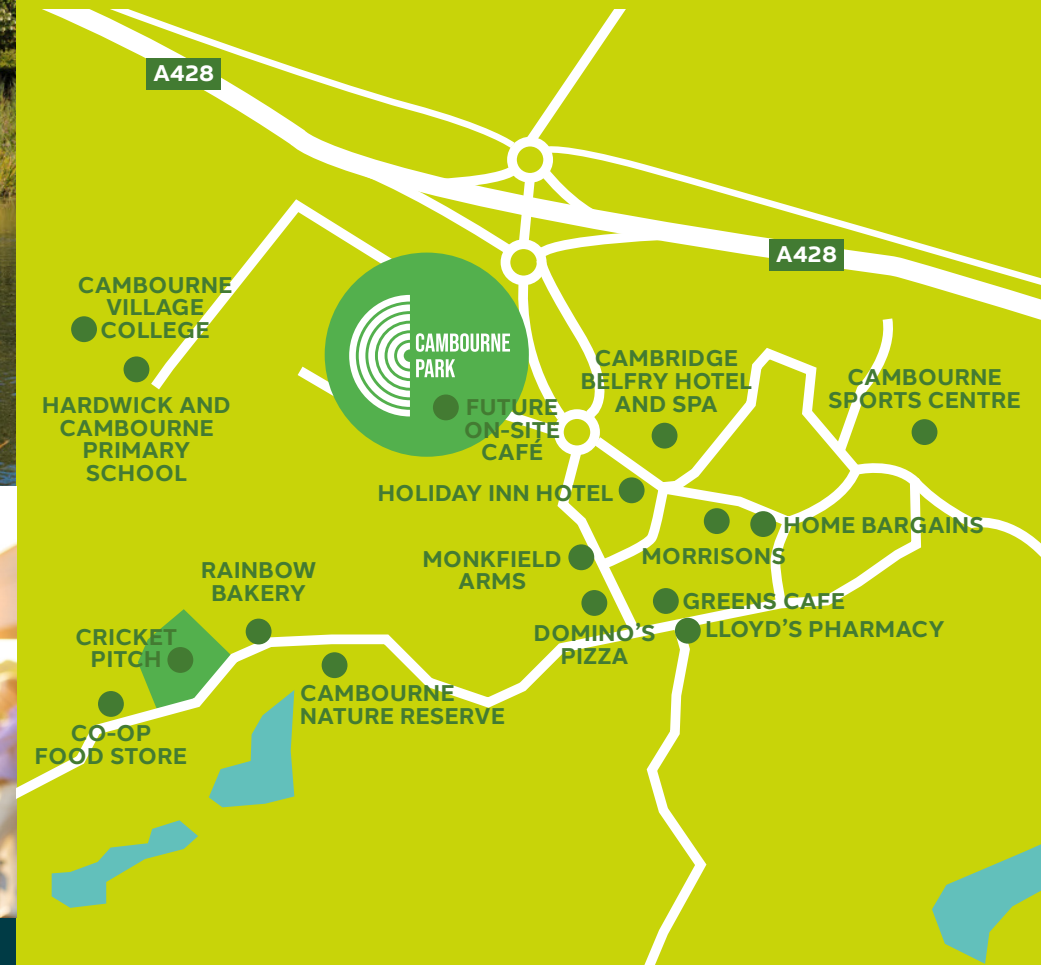 A428
A428
CAMBOURNE
VILLAGE
COLLEGE
HARDWICK AND
CAMBOURNE
PRIMARY
SCHOOL
CAMBOURNE
PARK
FUTURE
ON-SITE
CAFÉ
CAMBRIDGE
BELFRY HOTEL
AND SPA
CAMBOURNE
SPORTS CENTRE
HOLIDAY INN HOTEL
HOME BARGAINS
MORRISONS
MONKFIELD
ARMS
RAINBOW
BAKERY
GREENS CAFE
LLOYD'S PHARMACY
DOMINO'S
PIZZA
CRICKET
PITCH
CAMBOURNE
NATURE RESERVE
CO-OP
FOOD STORE